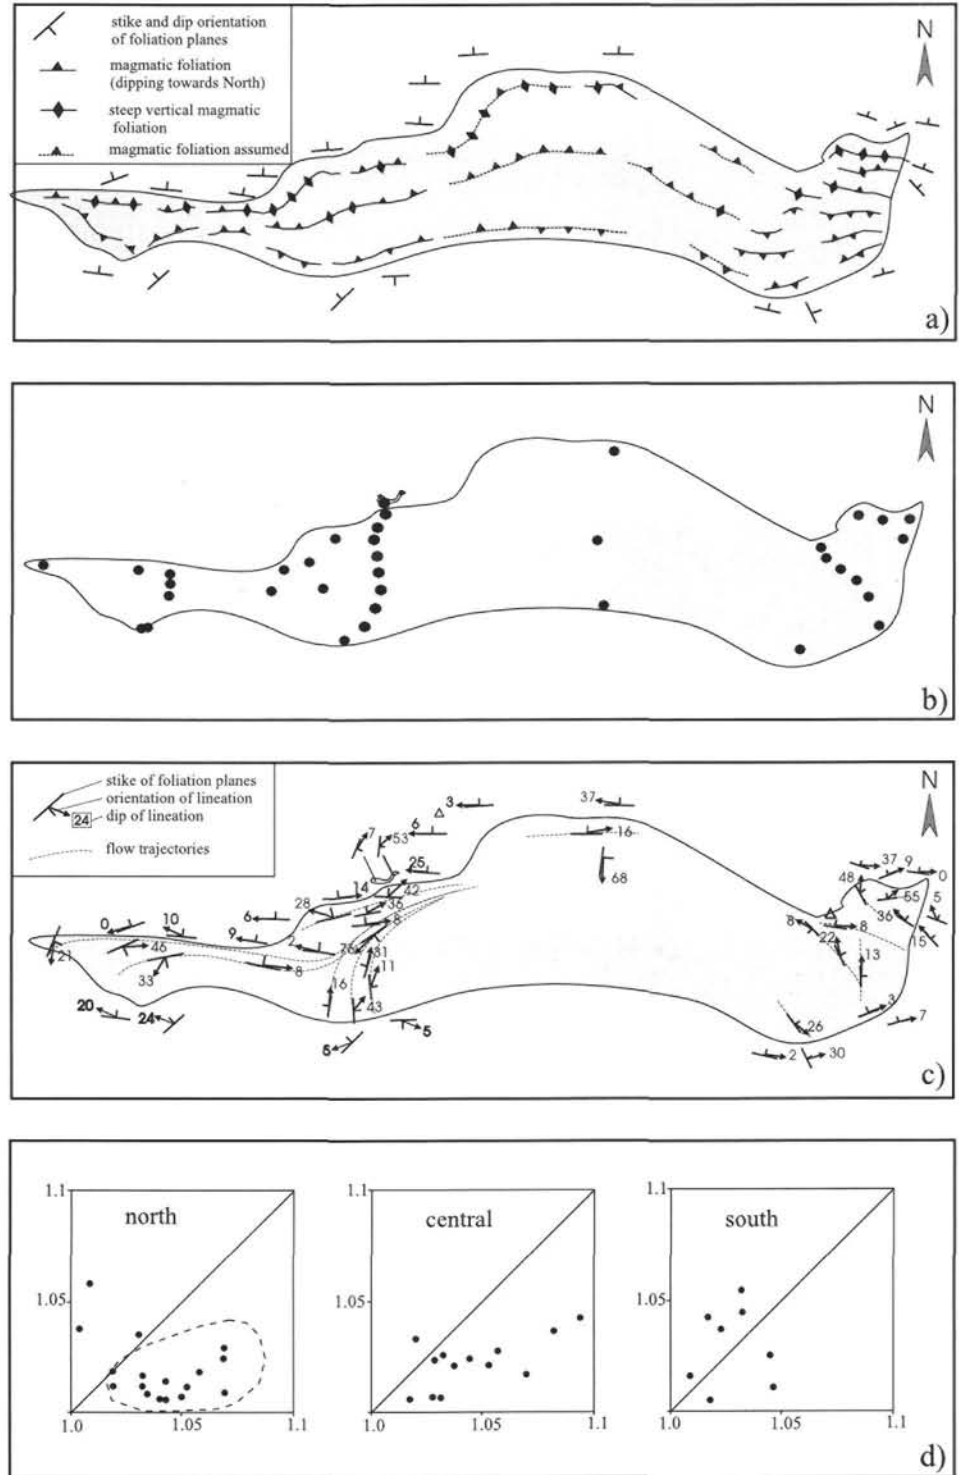 stike and dip orientation
of foliation planes
magmatic foliation
(dipping towards North)
steep vertical magmatic
foliation
magmatic foliation assumed
N
a)
N
b)
stike of foliation planes
orientation of lineation
24 dip of lineation
flow trajectories
N
3
37
16
68
6
7
53
25
42
14
36
28
8
6
9
2
76
31
11
16
43
8
0
10
46
21
33
20
24
5
5
37
9
0
48
55
5
36
15
8
8
22
13
3
7
26
2
30
c)
1.1
north
1.05
1.0
1.05
1.1
central
1.05
1.0
1.05
1.1
1.1
south
1.05
1.0
1.05
1.1
d)